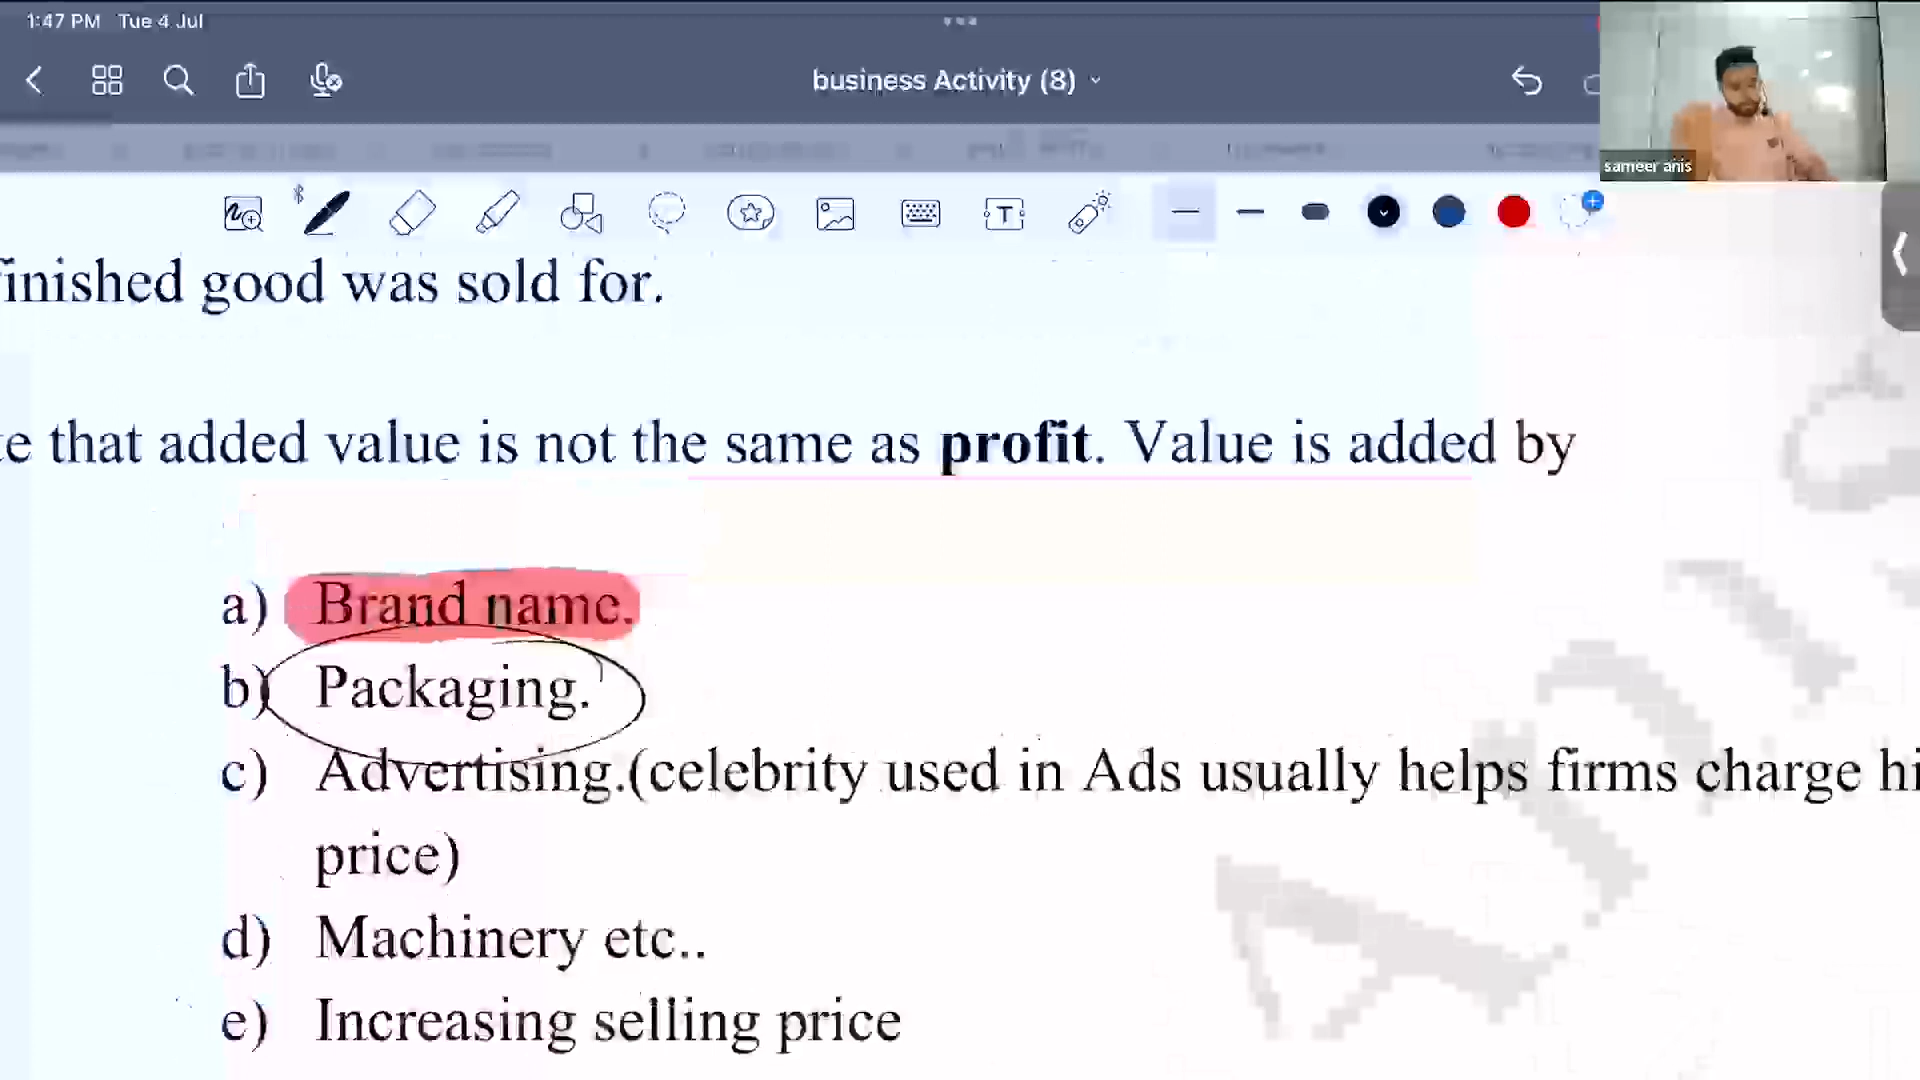 1:47 PM Tue 4 Jul
business Activity (8)
sameer anis
T
inished good was sold for.
e that added value is not the same as profit. Value is added by
a) Brand name.
b) Packaging.
c) Advertising.(celebrity used in Ads usually helps firms charge hi
price)
d) Machinery etc..
e) Increasing selling price